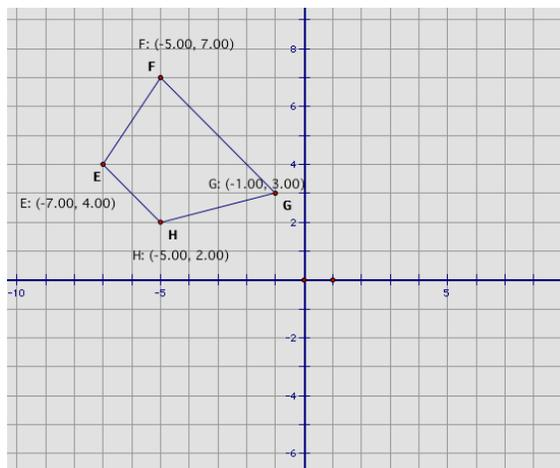 F: (-5.00, 7.00)
8
F
6
4
E
G: (-1.00, 3.00)
E: (-7.00, 4.00)
G
2
H
H: (-5.00, 2.00)
-10
-5
5
-2
-4
-6